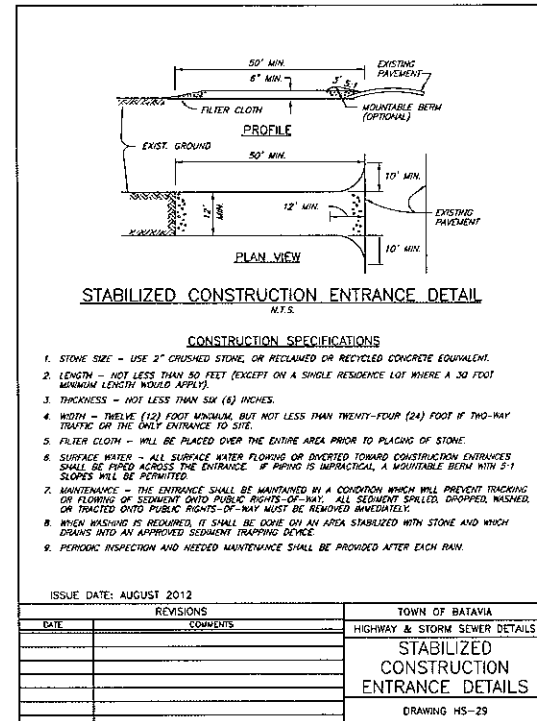 50' MIN.
6" MIN.
3'
5:1
EXISTING
PAVEMENT
FILTER CLOTH
MOUNTABLE BERM
(OPTIONAL)
PROFILE
EXIST. GROUND
50' MIN.
10' MIN.
12'
MIN.
12' MIN.
EXISTING
PAVEMENT
10' MIN.
PLAN VIEW
STABILIZED CONSTRUCTION ENTRANCE DETAIL
N.T.S.
CONSTRUCTION SPECIFICATIONS
1. STONE SIZE - USE 2" CRUSHED STONE, OR RECLAIMED OR RECYCLED CONCRETE EQUIVALENT.
2. LENGTH - NOT LESS THAN 50 FEET (EXCEPT ON A SINGLE RESIDENCE LOT WHERE A 30 FOOT
MINIMUM LENGTH WOULD APPLY).
3. THICKNESS - NOT LESS THAN SIX (6) INCHES.
4. WIDTH - TWELVE (12) FOOT MINIMUM, BUT NOT LESS THAN TWENTY-FOUR (24) FOOT IF TWO-WAY
TRAFFIC OR THE ONLY ENTRANCE TO SITE.
5. FILTER CLOTH - WILL BE PLACED OVER THE ENTIRE AREA PRIOR TO PLACING OF STONE.
6. SURFACE WATER - ALL SURFACE WATER FLOWING OR DIVERTED TOWARD CONSTRUCTION ENTRANCES
SHALL BE PIPED ACROSS THE ENTRANCE. IF PIPING IS IMPRACTICAL, A MOUNTABLE BERM WITH 5:1
SLOPES WILL BE PERMITTED.
7. MAINTENANCE - THE ENTRANCE SHALL BE MAINTAINED IN A CONDITION WHICH WILL PREVENT TRACKING
OR FLOWING OF SEDIMENT ONTO PUBLIC RIGHTS-OF-WAY. ALL SEDIMENT SPILLED, DROPPED, WASHED,
OR TRACTED ONTO PUBLIC RIGHTS-OF-WAY MUST BE REMOVED IMMEDIATELY.
8. WHEN WASHING IS REQUIRED, IT SHALL BE DONE ON AN AREA STABILIZED WITH STONE AND WHICH
DRAINS INTO AN APPROVED SEDIMENT TRAPPING DEVICE.
9. PERIODIC INSPECTION AND NEEDED MAINTENANCE SHALL BE PROVIDED AFTER EACH RAIN.
ISSUE DATE: AUGUST 2012
REVISIONS
DATE COMMENTS
TOWN OF BATAVIA
HIGHWAY & STORM SEWER DETAILS
STABILIZED
CONSTRUCTION
ENTRANCE DETAILS
DRAWING HS-29